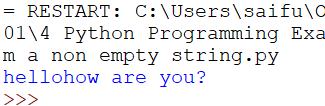 = RESTART: C:\Users\saifu\O
01\4 Python Programming Exa
m a non empty string.py
hellohow are you?
>>>